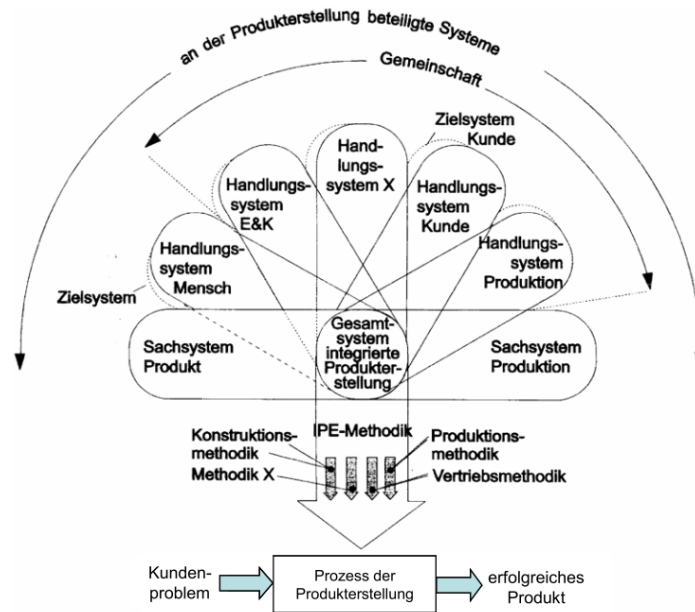 an der Produkterstellung beteiligte Systeme
Gemeinschaft
Zielsystem
Kunde
Hand-
lungs-
system X
Handlungs-
system
E&K
Handlungs-
system
Kunde
Handlungs-
system
Mensch
Handlungs-
system
Produktion
Zielsystem
Sachsystem
Produkt
Gesamt-
system
integrierte
Produkter-
stellung
Sachsystem
Produktion
IPE-Methodik
Konstruktions-
methodik
Methodik X
Produktions-
methodik
Vertriebsmethodik
Kunden-
problem
Prozess der
Produkterstellung
erfolgreiches
Produkt